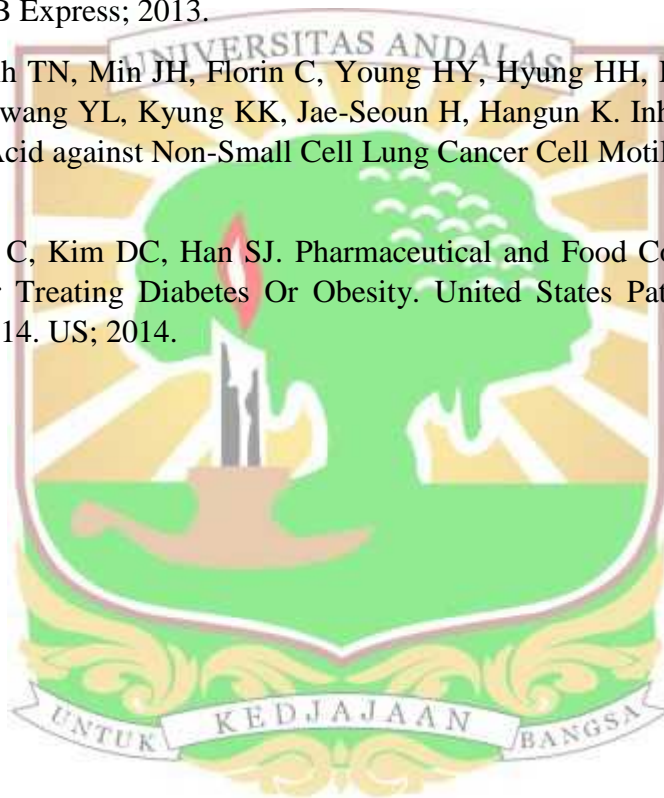 B Express; 2013.
UNIVERSITAS ANDALAS
h TN, Min JH, Florin C, Young HY, Hyung HH,
wang YL, Kyung KK, Jae-Seoun H, Hangun K. Inh
Acid against Non-Small Cell Lung Cancer Cell Motil
C, Kim DC, Han SJ. Pharmaceutical and Food Co
Treating Diabetes Or Obesity. United States Pat
14. US; 2014.
UNTUK KEDJAJAAN BANGSA